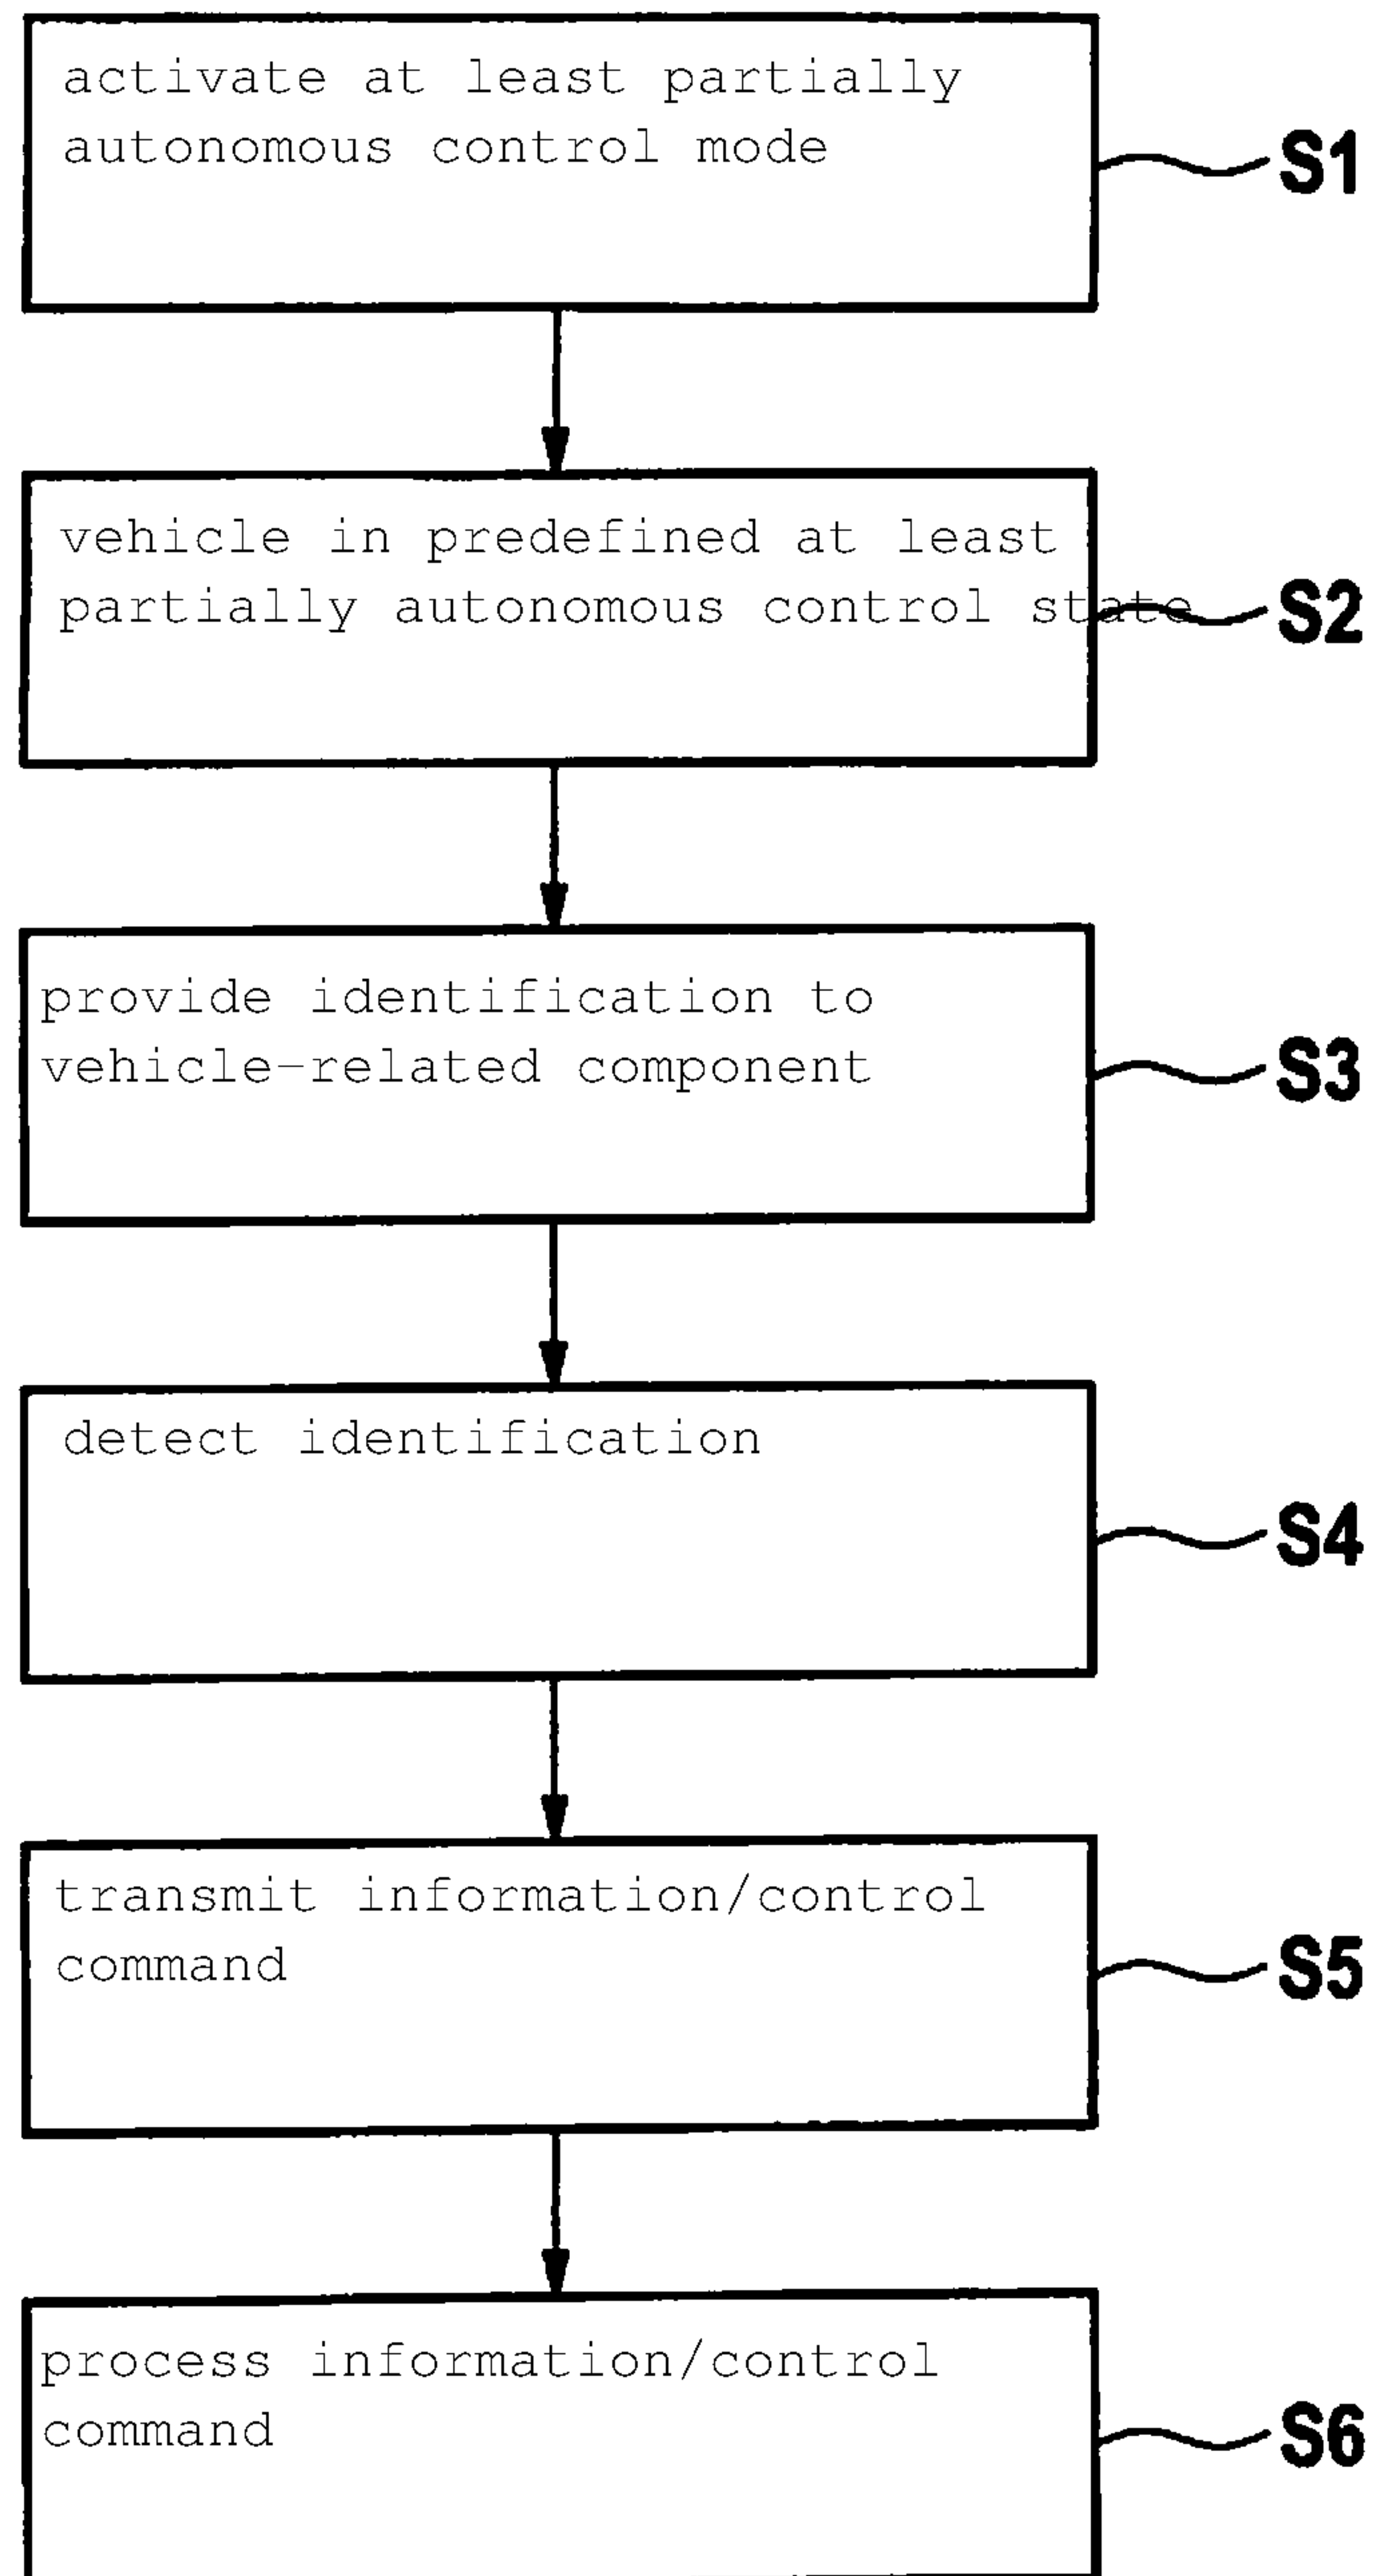 activate at least partially
autonomous control mode
S1
vehicle in predefined at least
partially autonomous control state
S2
provide identification to
vehicle-related component
S3
detect identification
S4
transmit information/control
command
S5
process information/control
command
S6